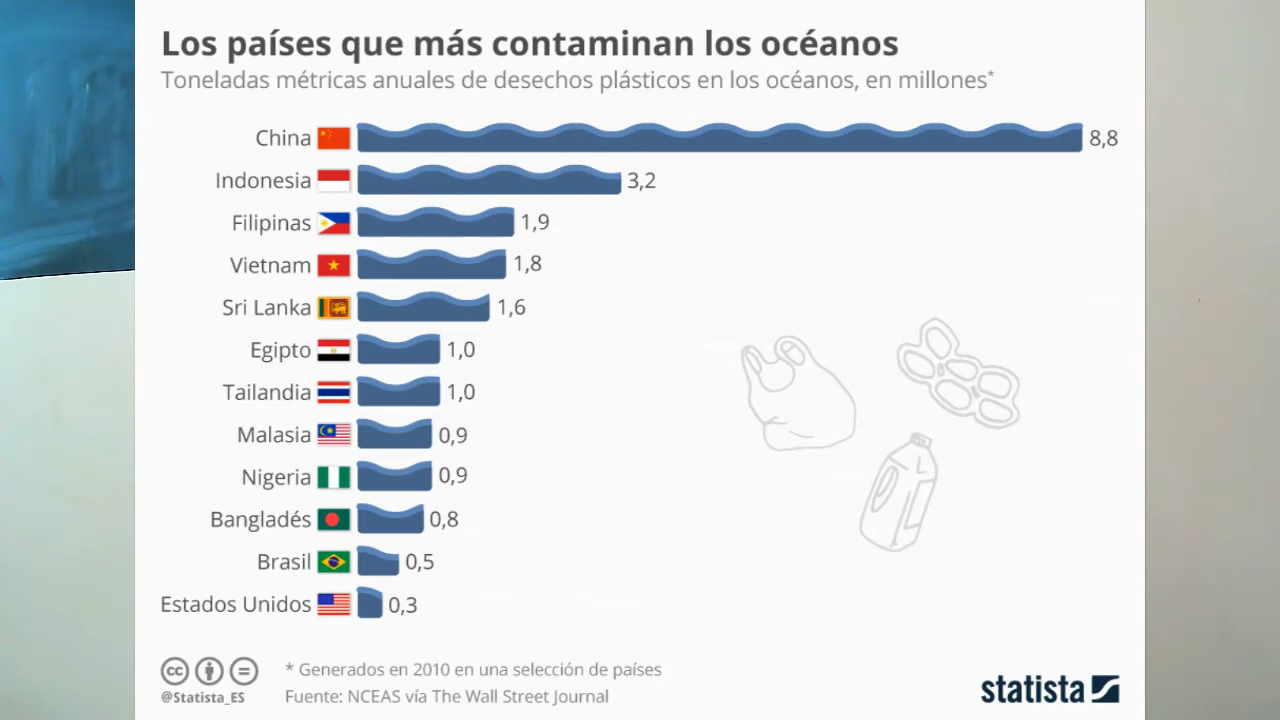 Los países que más contaminan los océanos
Toneladas métricas anuales de desechos plásticos en los océanos, en millones*
China 8,8
Indonesia 3,2
Filipinas 1,9
Vietnam 1,8
Sri Lanka 1,6
Egipto 1,0
Tailandia 1,0
Malasia 0,9
Nigeria 0,9
Bangladés 0,8
Brasil 0,5
Estados Unidos 0,3
cc
@Statista_ES
* Generados en 2010 en una selección de países
Fuente: NCEAS vía The Wall Street Journal
statista